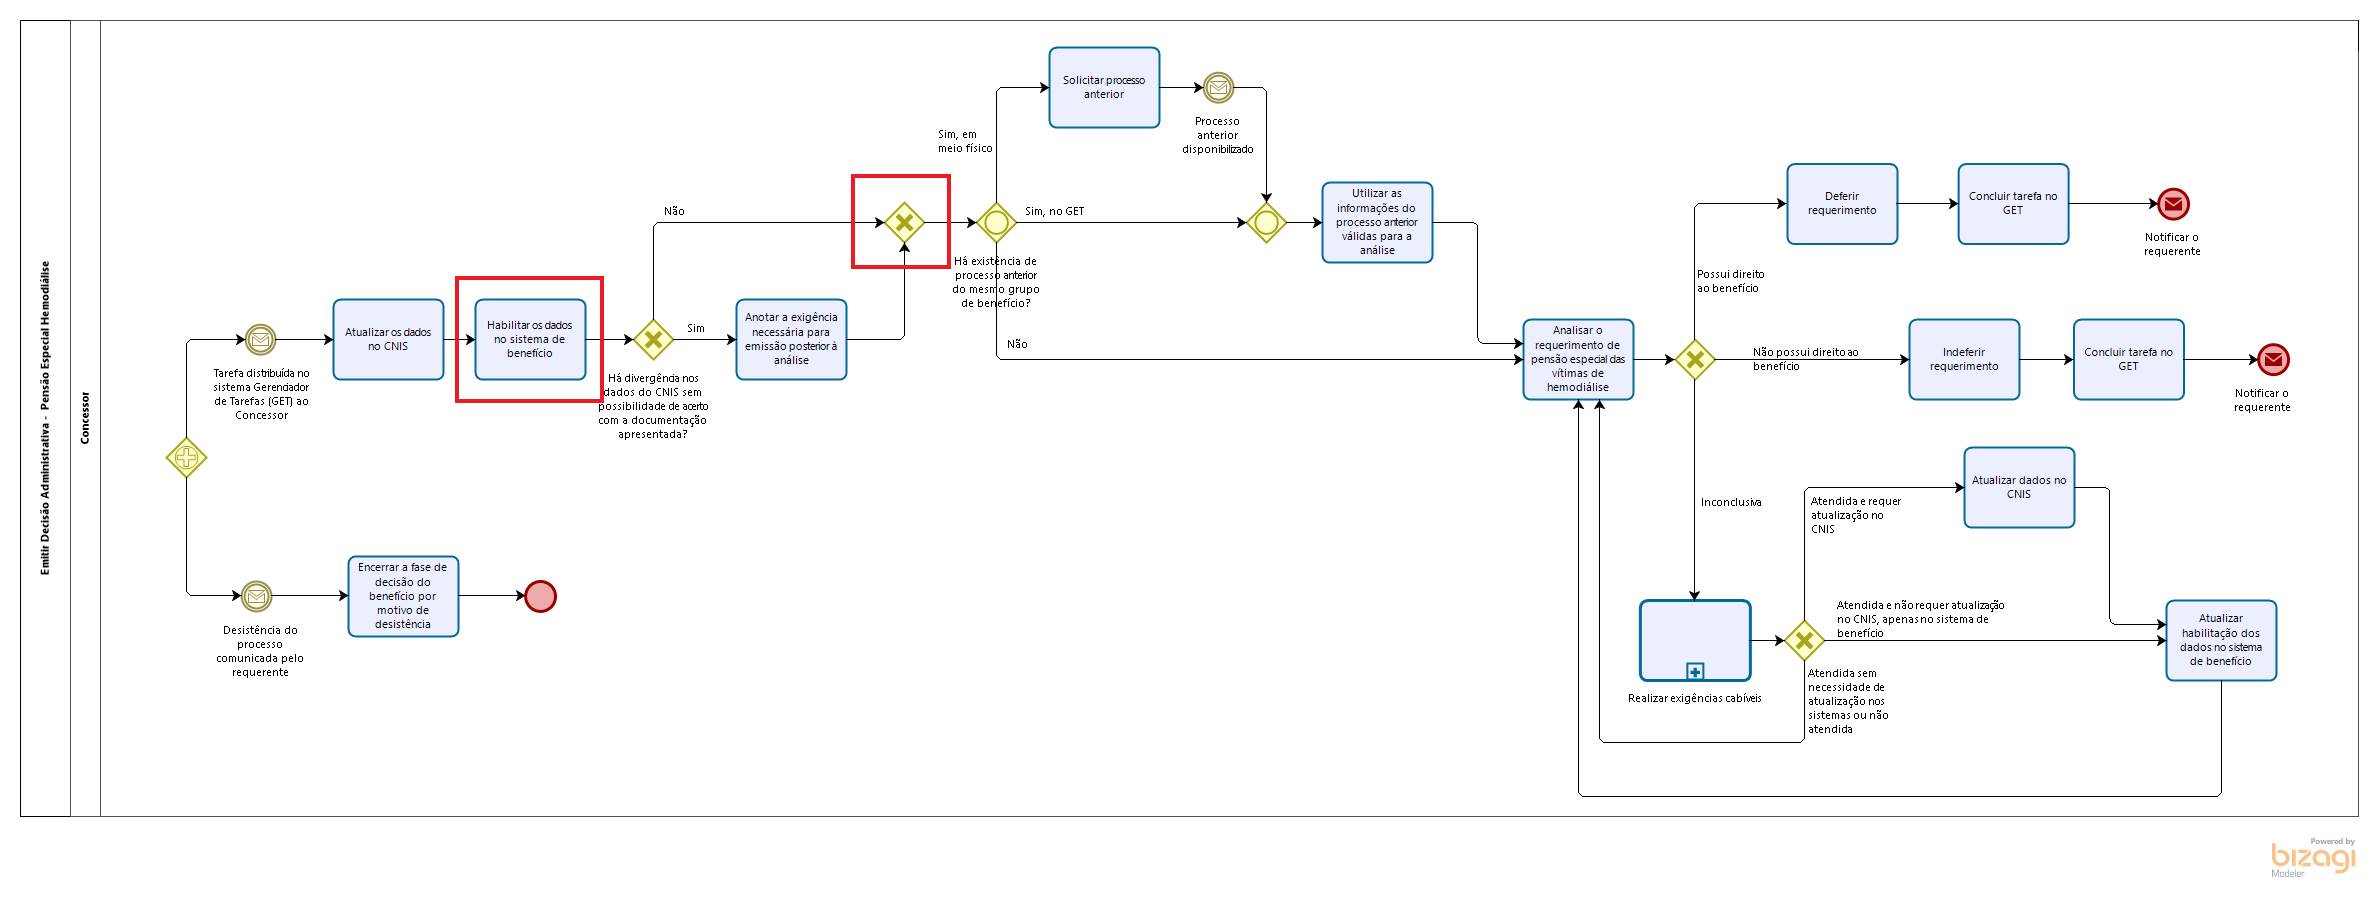 Emitir Decisão Administrativa - Pensão Especial Hemodiálise
Concessor
Tarefa distribuída no
sistema Gerenciador
de Tarefas (GET) ao
Concessor
Atualizar os dados
no CNIS
Habilitar os dados
no sistema de
benefício
Há divergência nos
dados do CNIS sem
possibilidade de acerto
com a documentação
apresentada?
Não
Sim
Anotar a exigência
necessária para
emissão posterior à
análise
Há existência de
processo anterior
do mesmo grupo
de benefício?
Sim, em
meio físico
Solicitar processo
anterior
Processo
anterior
disponibilizado
Sim, no GET
Não
Utilizar as
informações do
processo anterior
válidas para a
análise
Analisar o
requerimento de
pensão especial das
vítimas de
hemodiálise
Possui direito
ao benefício
Deferir
requerimento
Concluir tarefa no
GET
Notificar o
requerente
Não possui direito ao
benefício
Indeferir
requerimento
Concluir tarefa no
GET
Notificar o
requerente
Inconclusiva
Realizar exigências cabíveis
Atendida e requer
atualização no
CNIS
Atualizar dados no
CNIS
Atendida e não requer atualização
no CNIS, apenas no sistema de
benefício
Atualizar
habilitação dos
dados no sistema
de benefício
Atendida sem
necessidade de
atualização nos
sistemas ou não
atendida
Desistência do
processo
comunicada pelo
requerente
Encerrar a fase de
decisão do
benefício por
motivo de
desistência
Powered by
bizagi
Modeler